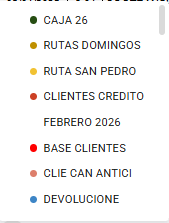 CAJA 26
RUTAS DOMINGOS
RUTA SAN PEDRO
CLIENTES CREDITO
FEBRERO 2026
BASE CLIENTES
CLIE CAN ANTICI
DEVOLUCIONE